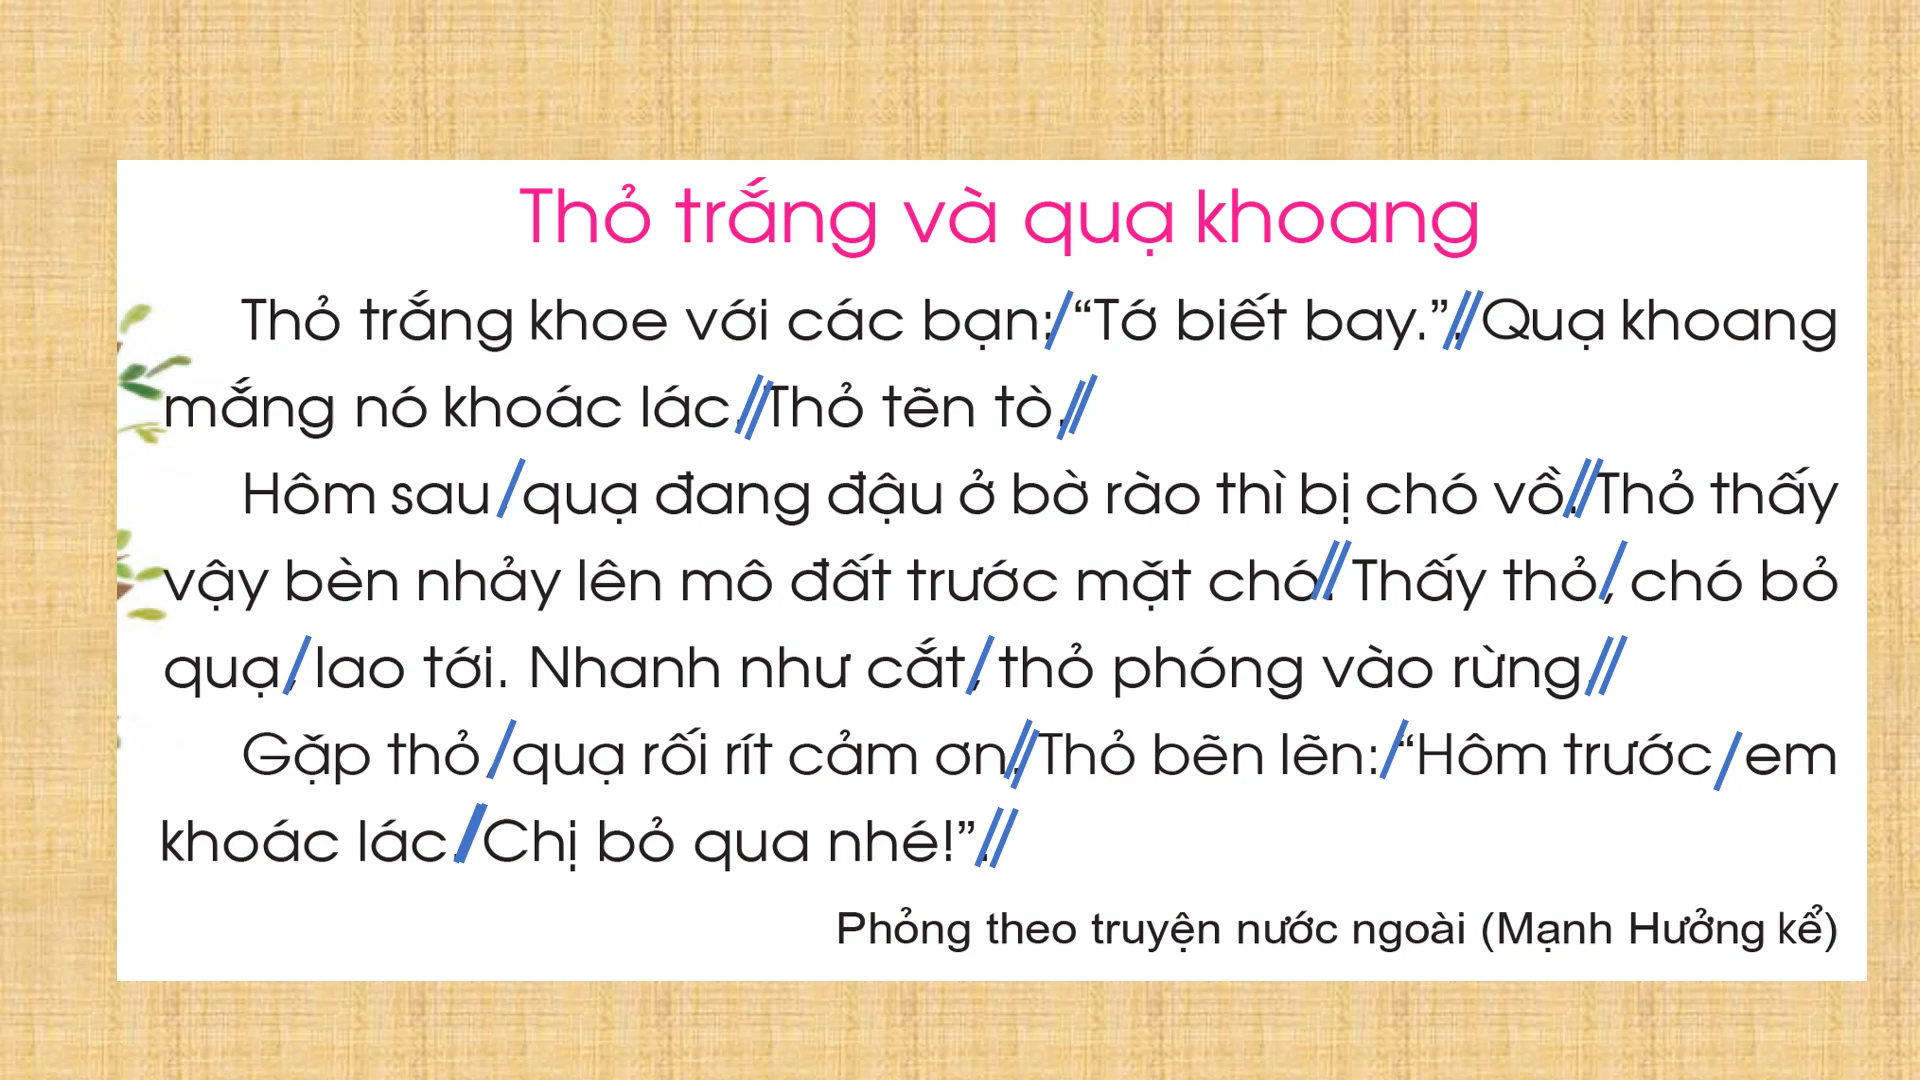 Thỏ trắng và quạ khoang
Thỏ trắng khoe với các bạn:/ “Tớ biết bay.”.// Quạ khoang
mắng nó khoác lác.// Thỏ tẽn tò.//
Hôm sau / quạ đang đậu ở bờ rào thì bị chó vồ.// Thỏ thấy
vậy bèn nhảy lên mô đất trước mặt chó.// Thấy thỏ,/ chó bỏ
quạ,/ lao tới. Nhanh như cắt,/ thỏ phóng vào rừng.//
Gặp thỏ,/ quạ rối rít cảm ơn.// Thỏ bẽn lẽn:/ “Hôm trước / em
khoác lác.// Chị bỏ qua nhé!”.//
Phỏng theo truyện nước ngoài (Mạnh Hưởng kể)